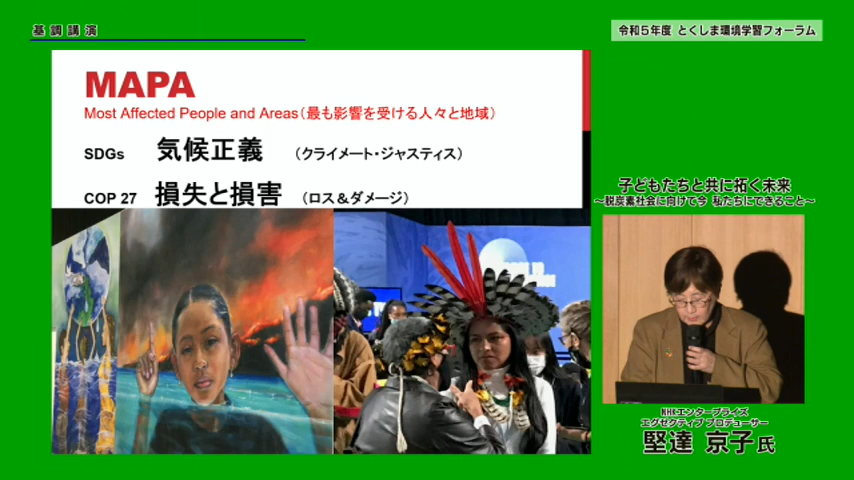 基調講演
令和5年度 とくしま環境学習フォーラム
MAPA
Most Affected People and Areas（最も影響を受ける人々と地域）
SDGs 気候正義 （クライメート・ジャスティス）
COP 27 損失と損害 （ロス＆ダメージ）
子どもたちと共に拓く未来
～脱炭素社会に向けて今 私たちにできること～
NHKエンタープライズ
エグゼクティブ プロデューサー
堅達 京子 氏